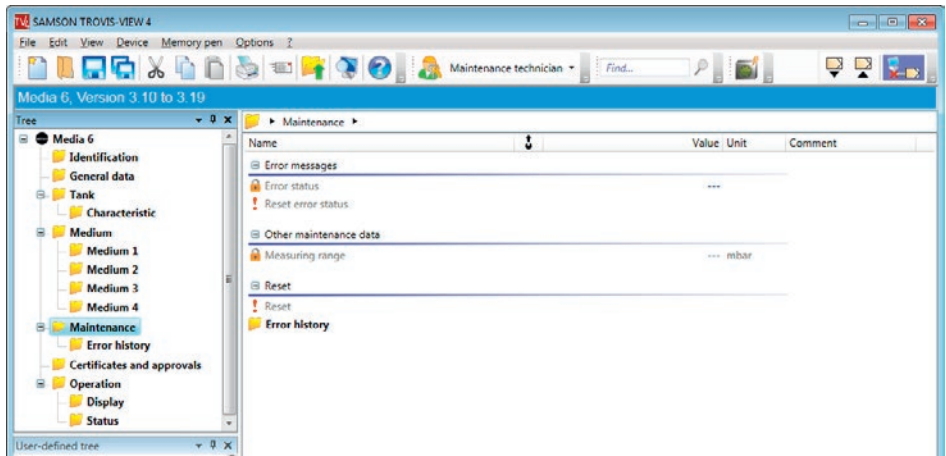 SAMSON TROVIS-VIEW 4
File Edit View Device Memory pen Options ?
Maintenance technician Find...
Media 6, Version 3.10 to 3.19
Tree
Media 6
Identification
General data
Tank
Characteristic
Medium
Medium 1
Medium 2
Medium 3
Medium 4
Maintenance
Error history
Certificates and approvals
Operation
Display
Status
User-defined tree
Maintenance
Name Value Unit Comment
Error messages
Error status ---
Reset error status
Other maintenance data
Measuring range --- mbar
Reset
Reset
Error history